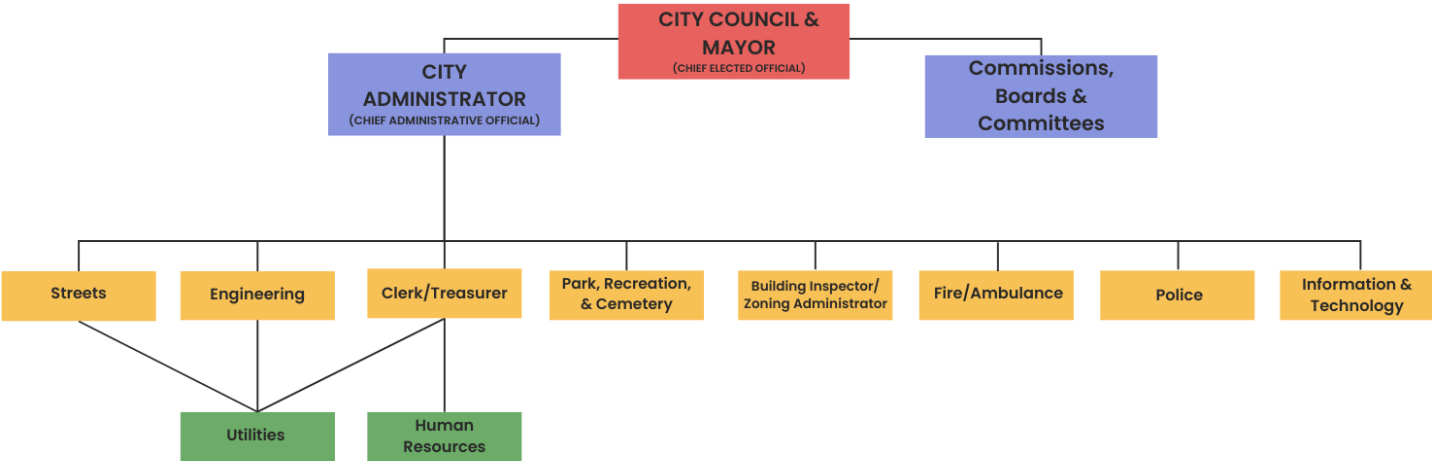 CITY COUNCIL &
MAYOR
(CHIEF ELECTED OFFICIAL)
CITY
ADMINISTRATOR
(CHIEF ADMINISTRATIVE OFFICIAL)
Commissions,
Boards &
Committees
Streets
Engineering
Clerk/Treasurer
Park, Recreation,
& Cemetery
Building Inspector/
Zoning Administrator
Fire/Ambulance
Police
Information &
Technology
Utilities
Human
Resources